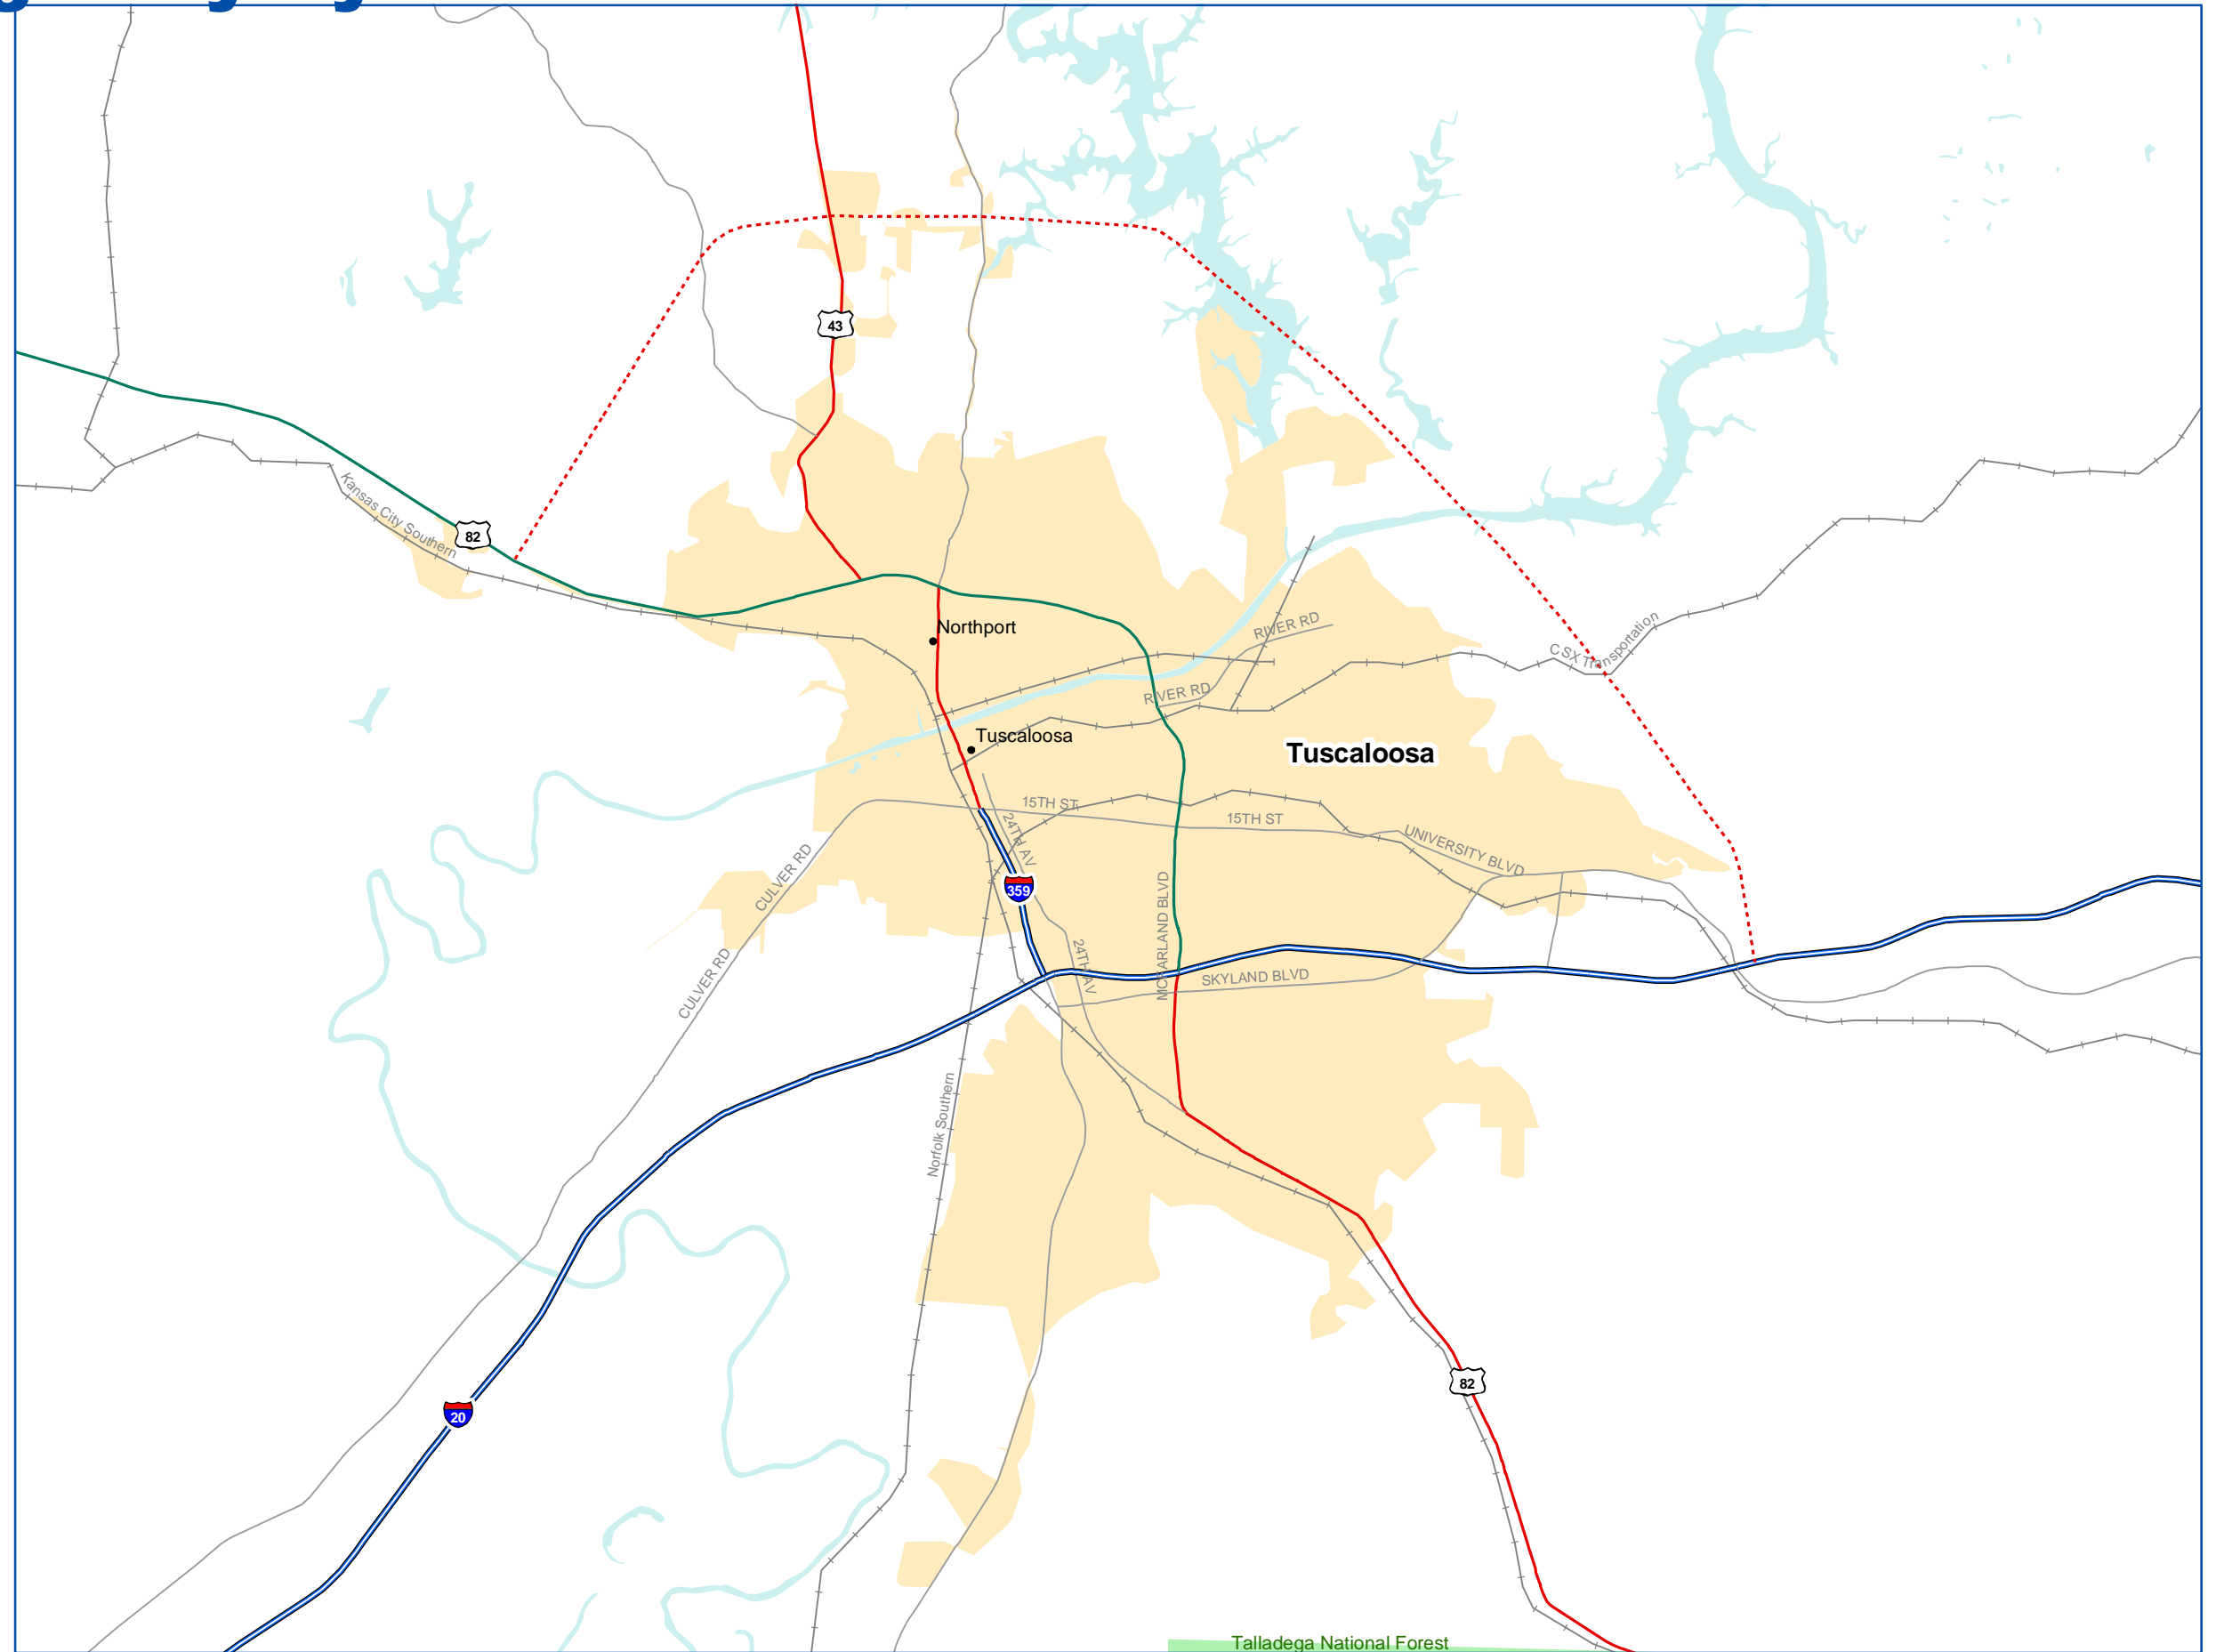 43
Kansas City Southern
82
Northport
RIVER RD
CSX Transportation
RIVER RD
Tuscaloosa
Tuscaloosa
15TH ST
15TH ST
24TH AV
UNIVERSITY BLVD
CULVER RD
359
MCFARLAND BLVD
CULVER RD
24TH AV
SKYLAND BLVD
Norfolk Southern
82
20
Talladega National Forest